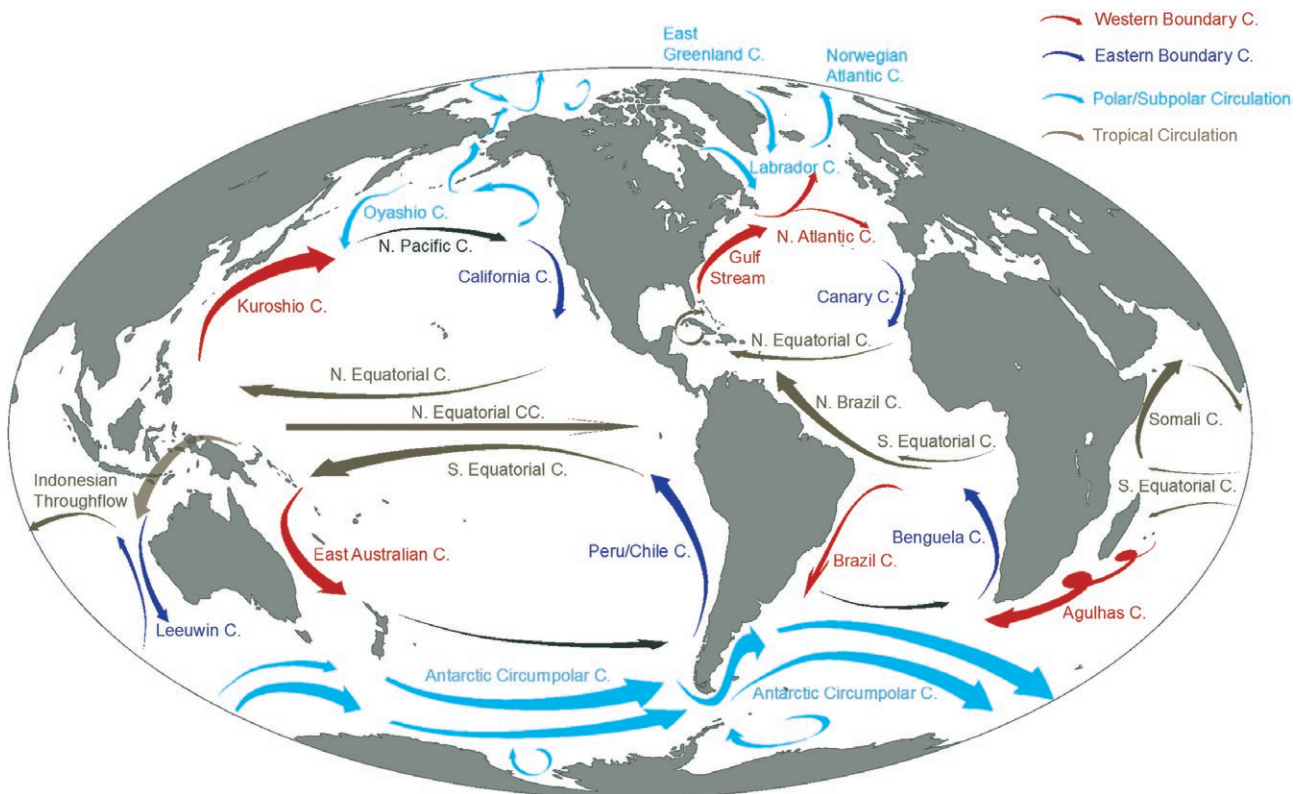 East
Greenland C.
Norwegian
Atlantic C.
Western Boundary C.
Eastern Boundary C.
Polar/Subpolar Circulation
Tropical Circulation
Labrador C.
Oyashio C.
N. Pacific C.
N. Atlantic C.
Gulf
Stream
California C.
Kuroshio C.
Canary C.
N. Equatorial C.
N. Equatorial C.
N. Equatorial CC.
N. Brazil C.
Somali C.
S. Equatorial C.
S. Equatorial C.
Indonesian
Throughflow
S. Equatorial C.
East Australian C.
Peru/Chile C.
Brazil C.
Benguela C.
Agulhas C.
Leeuwin C.
Antarctic Circumpolar C.
Antarctic Circumpolar C.